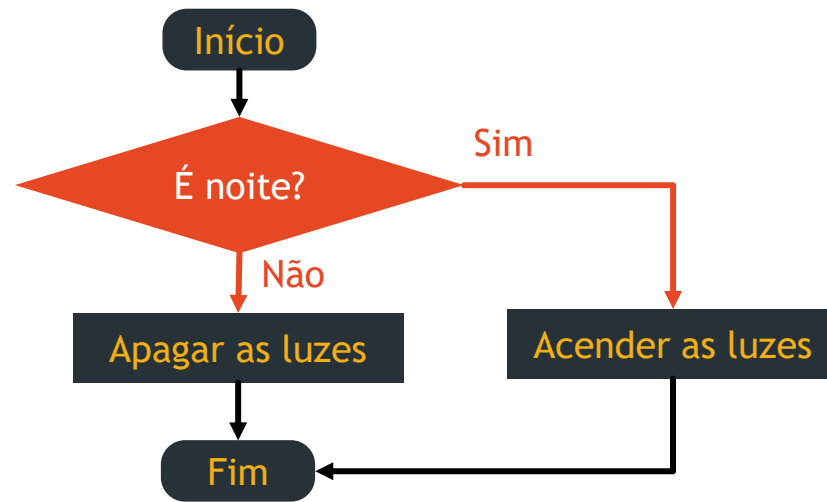 Início
É noite?
Sim
Não
Apagar as luzes
Acender as luzes
Fim